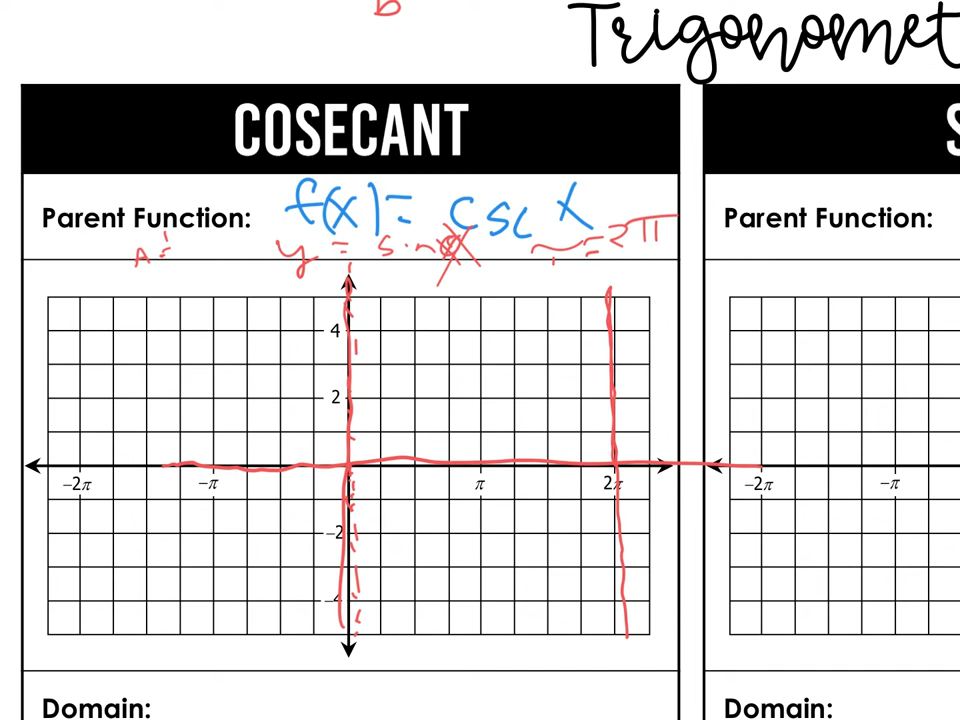 b
Trigonomet
COSECANT
S
Parent Function: f(x) = csc x
Parent Function:
A =
y = sin x
= 2π
4
2
-2π
-π
π
2π
-2
-4
-2π
-π
Domain:
Domain: